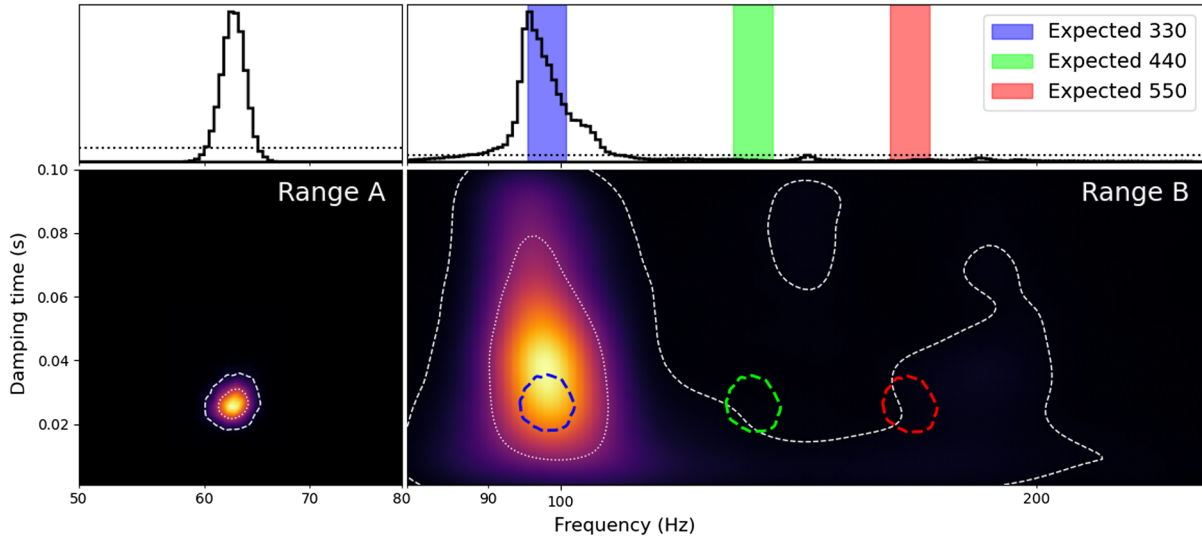 Expected 330
Expected 440
Expected 550
Range A
Range B
Damping time (s)
0.10
0.08
0.06
0.04
0.02
50
60
70
80
90
100
200
Frequency (Hz)